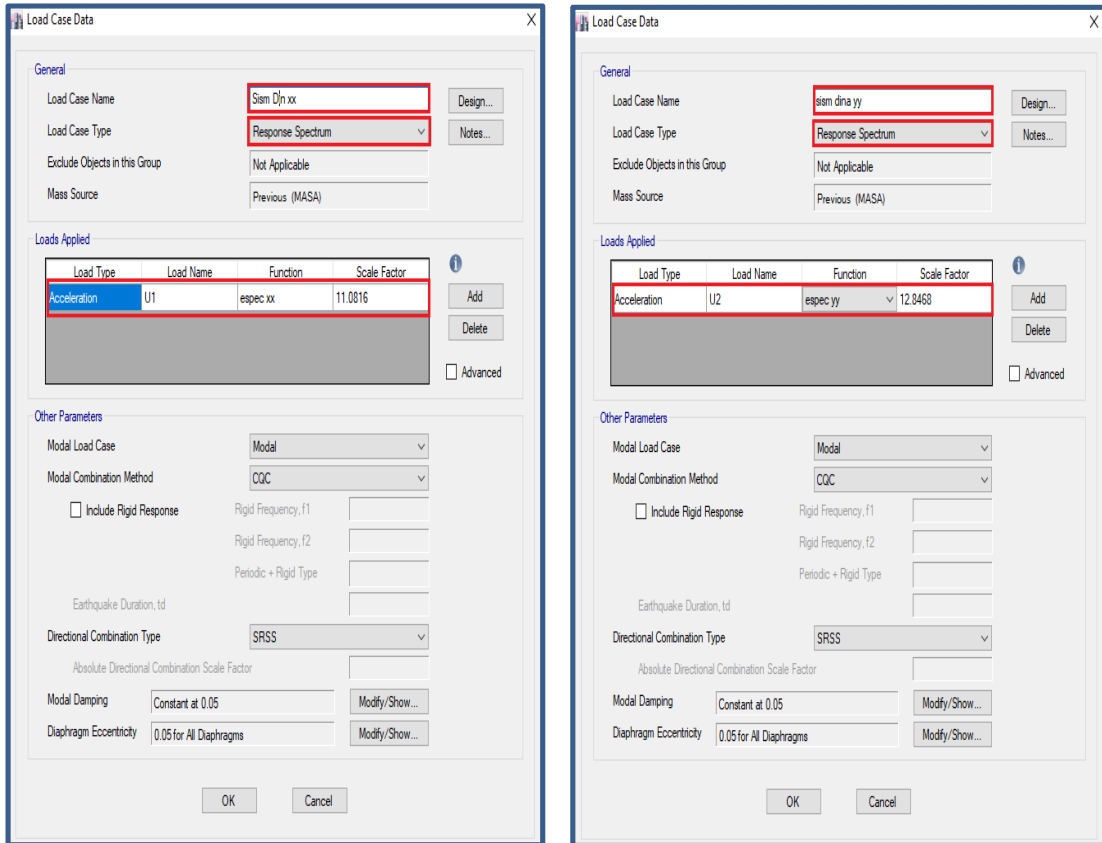 Load Case Data X
General
Load Case Name Sism Din xx Design...
Load Case Type Response Spectrum Notes...
Exclude Objects in this Group Not Applicable
Mass Source Previous (MASA)
Loads Applied
Load Type Load Name Function Scale Factor
Acceleration U1 espec xx 11.0816 Add
Delete
Advanced
Other Parameters
Modal Load Case Modal
Modal Combination Method CQC
Include Rigid Response Rigid Frequency, f1
Rigid Frequency, f2
Periodic + Rigid Type
Earthquake Duration, td
Directional Combination Type SRSS
Absolute Directional Combination Scale Factor
Modal Damping Constant at 0.05 Modify/Show...
Diaphragm Eccentricity 0.05 for All Diaphragms Modify/Show...
OK Cancel
Load Case Data X
General
Load Case Name sism dina yy Design...
Load Case Type Response Spectrum Notes...
Exclude Objects in this Group Not Applicable
Mass Source Previous (MASA)
Loads Applied
Load Type Load Name Function Scale Factor
Acceleration U2 espec yy 12.8468 Add
Delete
Advanced
Other Parameters
Modal Load Case Modal
Modal Combination Method CQC
Include Rigid Response Rigid Frequency, f1
Rigid Frequency, f2
Periodic + Rigid Type
Earthquake Duration, td
Directional Combination Type SRSS
Absolute Directional Combination Scale Factor
Modal Damping Constant at 0.05 Modify/Show...
Diaphragm Eccentricity 0.05 for All Diaphragms Modify/Show...
OK Cancel